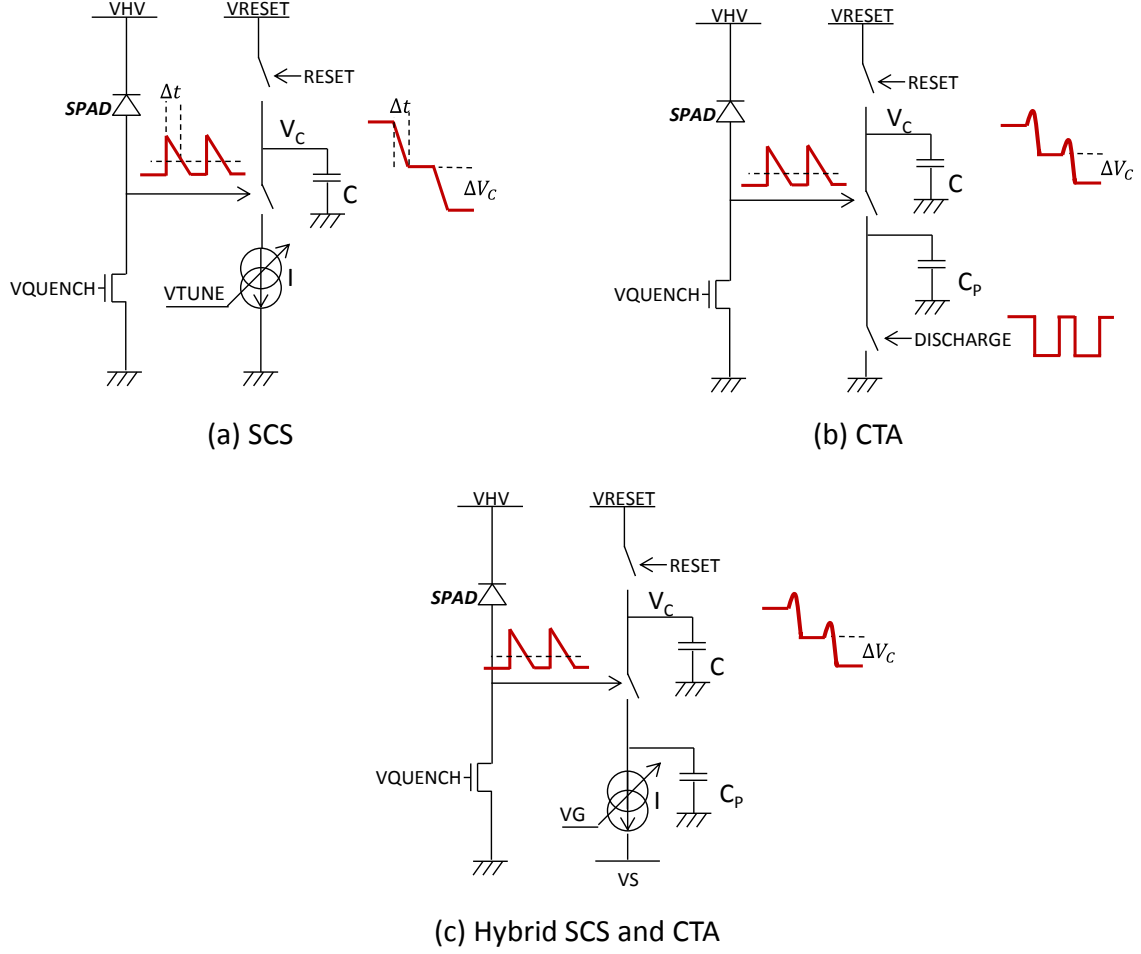 VHV
VRESET
RESET
Δt
SPAD
V_C
Δt
C
ΔV_C
VQUENCH
VTUNE
I
(a) SCS
VHV
VRESET
RESET
SPAD
V_C
C
ΔV_C
C_P
VQUENCH
DISCHARGE
(b) CTA
VHV
VRESET
RESET
SPAD
V_C
C
ΔV_C
VQUENCH
VG
I
C_P
VS
(c) Hybrid SCS and CTA